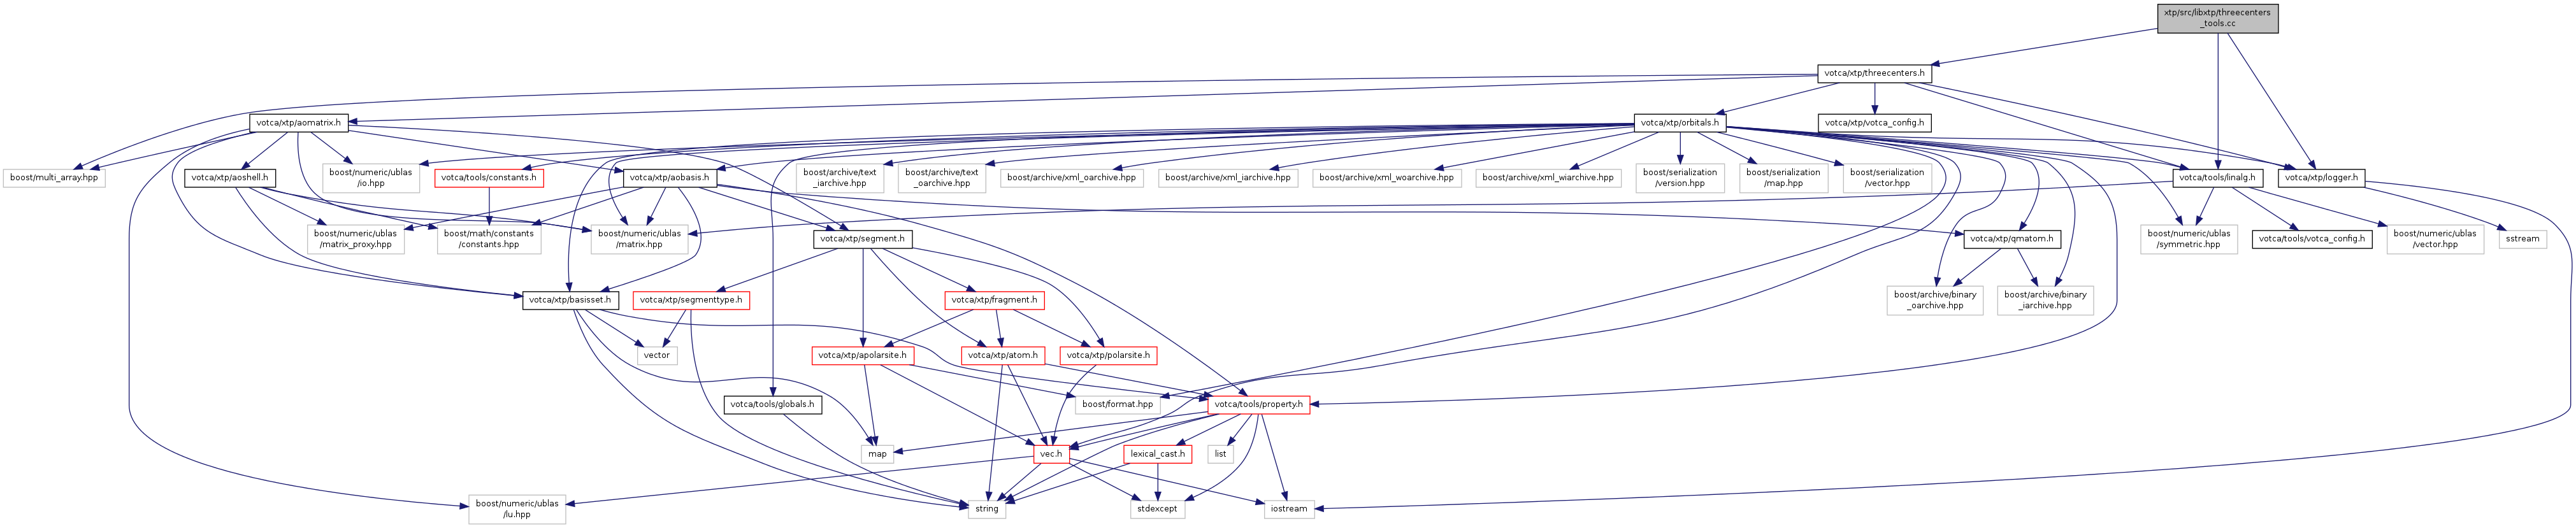 xtp/src/libxtp/threecenters
_tools.cc
votca/xtp/threecenters.h
votca/xtp/aomatrix.h
votca/xtp/orbitals.h
votca/xtp/votca_config.h
boost/multi_array.hpp
votca/xtp/aoshell.h
boost/numeric/ublas
/io.hpp
votca/tools/constants.h
votca/xtp/aobasis.h
boost/archive/text
_iarchive.hpp
boost/archive/text
_oarchive.hpp
boost/archive/xml_oarchive.hpp
boost/archive/xml_iarchive.hpp
boost/archive/xml_woarchive.hpp
boost/archive/xml_wiarchive.hpp
boost/serialization
/version.hpp
boost/serialization
/map.hpp
boost/serialization
/vector.hpp
votca/tools/linalg.h
votca/xtp/logger.h
boost/numeric/ublas
/matrix_proxy.hpp
boost/math/constants
/constants.hpp
boost/numeric/ublas
/matrix.hpp
votca/xtp/segment.h
votca/xtp/qmatom.h
boost/numeric/ublas
/symmetric.hpp
votca/tools/votca_config.h
boost/numeric/ublas
/vector.hpp
sstream
votca/xtp/basisset.h
votca/xtp/segmenttype.h
votca/xtp/fragment.h
boost/archive/binary
_oarchive.hpp
boost/archive/binary
_iarchive.hpp
vector
votca/xtp/apolarsite.h
votca/xtp/atom.h
votca/xtp/polarsite.h
votca/tools/globals.h
boost/format.hpp
votca/tools/property.h
map
vec.h
lexical_cast.h
list
boost/numeric/ublas
/lu.hpp
string
stdexcept
iostream